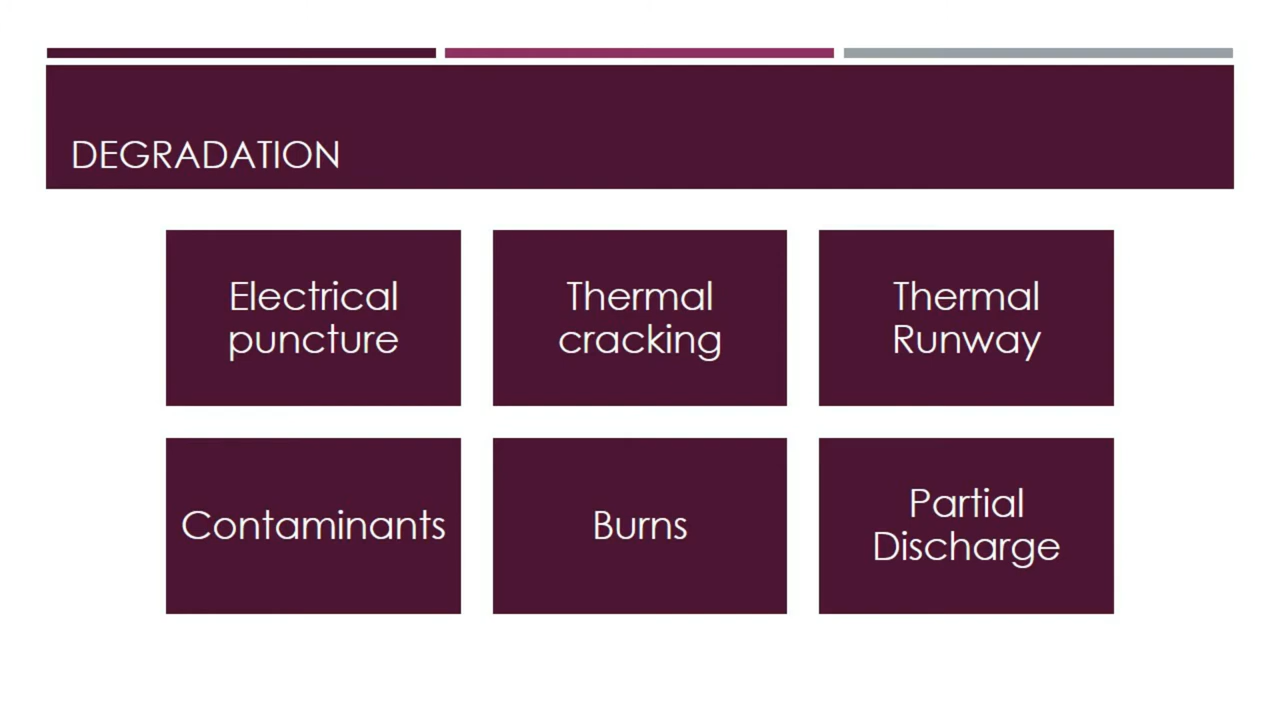 DEGRADATION
Electrical
puncture
Thermal
cracking
Thermal
Runway
Contaminants
Burns
Partial
Discharge